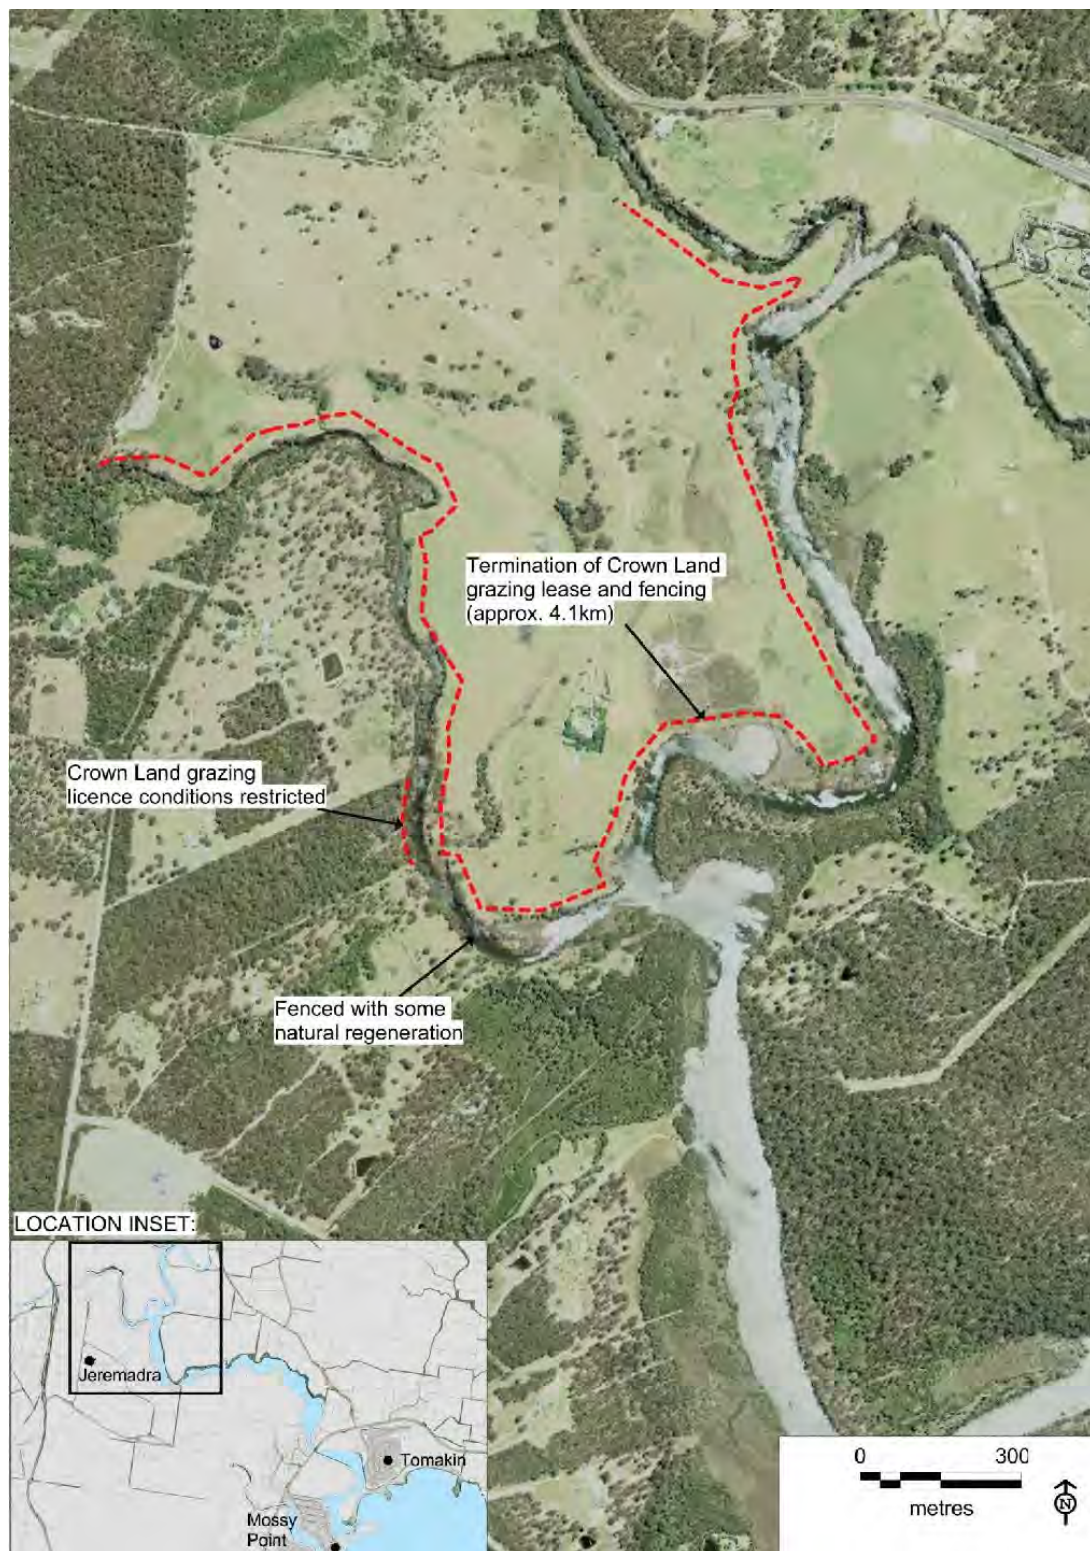 Termination of Crown Land
grazing lease and fencing
(approx. 4.1km)
Crown Land grazing
licence conditions restricted
Fenced with some
natural regeneration
LOCATION INSET:
Jeremadra
Tomakin
Mossy
Point
0 300
metres
N